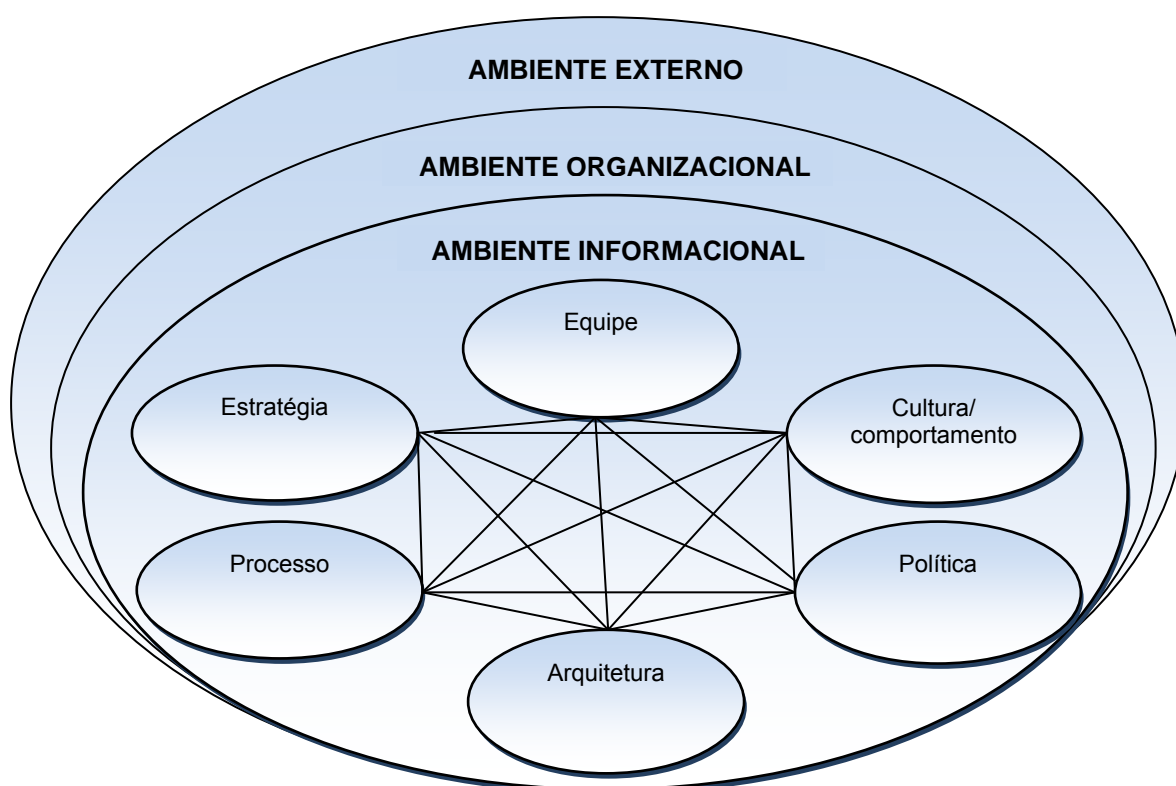 AMBIENTE EXTERNO
AMBIENTE ORGANIZACIONAL
AMBIENTE INFORMACIONAL
Equipe
Estratégia
Cultura/
comportamento
Processo
Política
Arquitetura